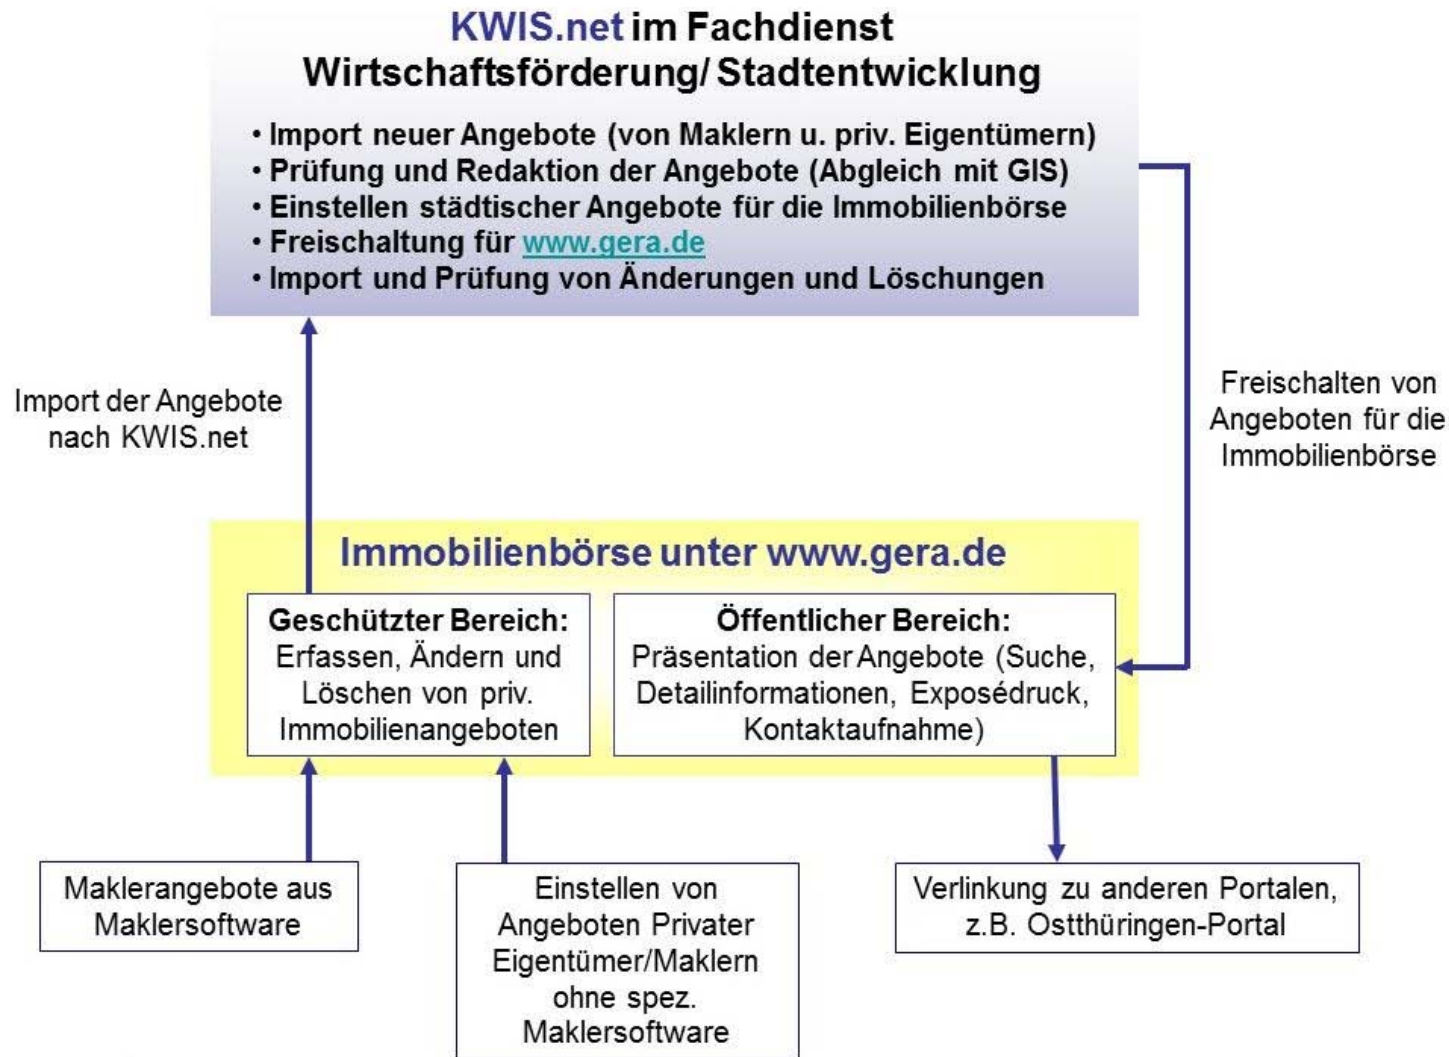 KWIS.net im Fachdienst
Wirtschaftsförderung/ Stadtentwicklung
• Import neuer Angebote (von Maklern u. priv. Eigentümern)
• Prüfung und Redaktion der Angebote (Abgleich mit GIS)
• Einstellen städtischer Angebote für die Immobilienbörse
• Freischaltung für www.gera.de
• Import und Prüfung von Änderungen und Löschungen
Import der Angebote
nach KWIS.net
Freischalten von
Angeboten für die
Immobilienbörse
Immobilienbörse unter www.gera.de
Geschützter Bereich:
Erfassen, Ändern und
Löschen von priv.
Immobilienangeboten
Öffentlicher Bereich:
Präsentation der Angebote (Suche,
Detailinformationen, Exposédruck,
Kontaktaufnahme)
Maklerangebote aus
Maklersoftware
Einstellen von
Angeboten Privater
Eigentümer/Maklern
ohne spez.
Maklersoftware
Verlinkung zu anderen Portalen,
z.B. Ostthüringen-Portal